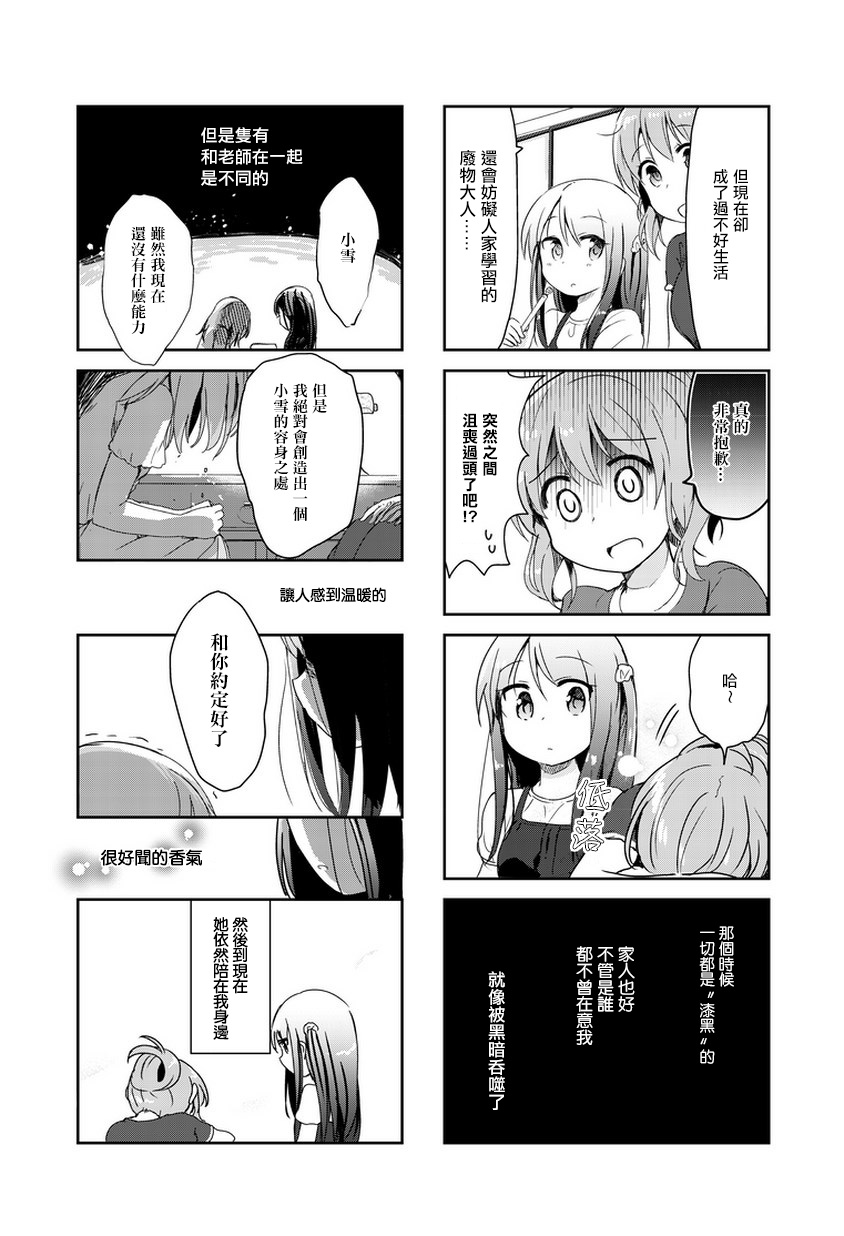 但現在卻
成了過不好生活
還會妨礙人家學習的
廢物大人……
真的
非常抱歉…
突然之間
沮喪過頭了吧!?
哈~
低落
那個時候
一切都是〝漆黑〟的
家人也好
不管是誰
都不曾在意我
就像被黑暗吞噬了
但是隻有
和老師在一起
是不同的
小雪
雖然我現在
還沒有什麼能力
但是
我絕對會創造出一個
小雪的容身之處
讓人感到温暖的
和你約定好了
很好聞的香氣
然後到現在
她依然陪在我身邊